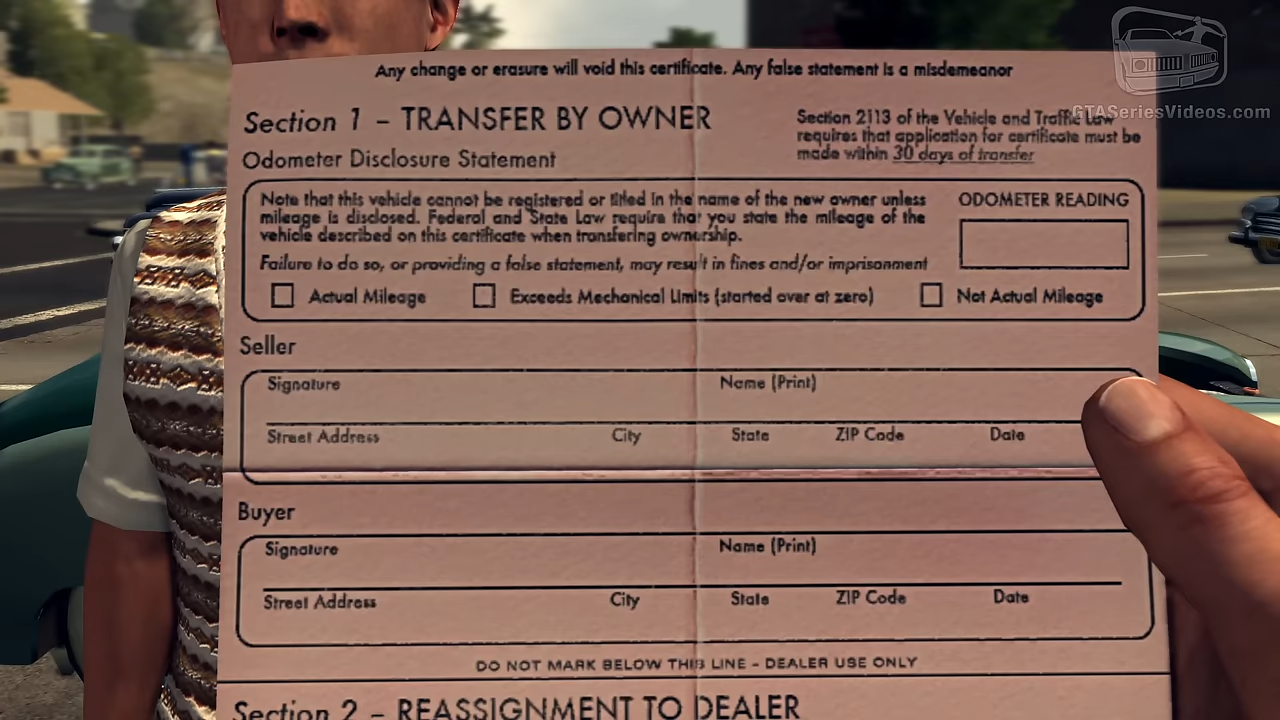 Any change or erasure will void this certificate. Any false statement is a misdemeanor
GTASeriesVideos.com
Section 1 – TRANSFER BY OWNER
Section 2113 of the Vehicle and Traffic Law
requires that application for certificate must be
made within 30 days of transfer
Odometer Disclosure Statement
Note that this vehicle cannot be registered or titled in the name of the new owner unless
mileage is disclosed. Federal and State Law require that you state the mileage of the
vehicle described on this certificate when transfering ownership.
Failure to do so, or providing a false statement, may result in fines and/or imprisonment
ODOMETER READING
Actual Mileage
Exceeds Mechanical Limits (started over at zero)
Not Actual Mileage
Seller
Signature Name (Print)
Street Address City State ZIP Code Date
Buyer
Signature Name (Print)
Street Address City State ZIP Code Date
DO NOT MARK BELOW THIS LINE – DEALER USE ONLY
Section 2 – REASSIGNMENT TO DEALER